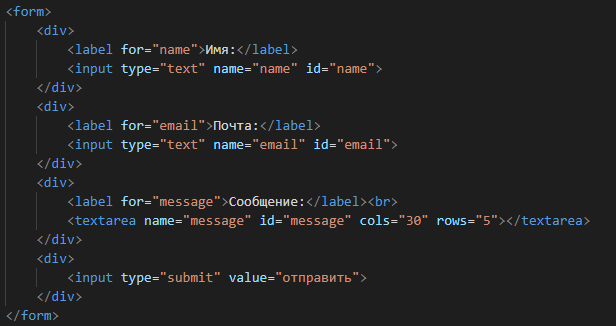 <form>
    <div>
        <label for="name">Имя:</label>
        <input type="text" name="name" id="name">
    </div>
    <div>
        <label for="email">Почта:</label>
        <input type="text" name="email" id="email">
    </div>
    <div>
        <label for="message">Сообщение:</label><br>
        <textarea name="message" id="message" cols="30" rows="5"></textarea>
    </div>
    <div>
        <input type="submit" value="отправить">
    </div>
</form>